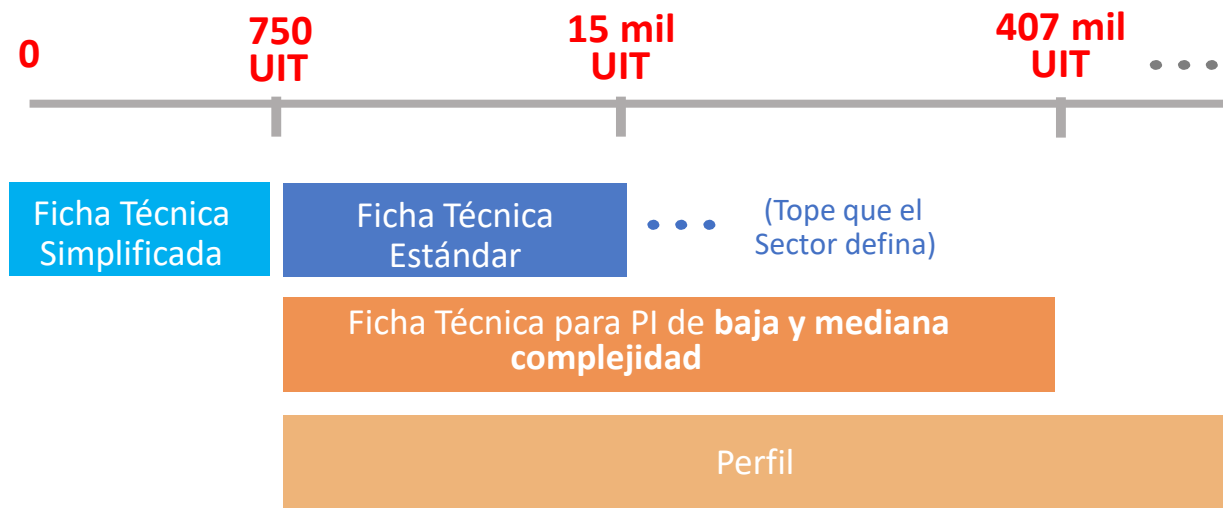 0
750
UIT
15 mil
UIT
407 mil
UIT
Ficha Técnica
Simplificada
Ficha Técnica
Estándar
(Tope que el
Sector defina)
Ficha Técnica para PI de baja y mediana
complejidad
Perfil